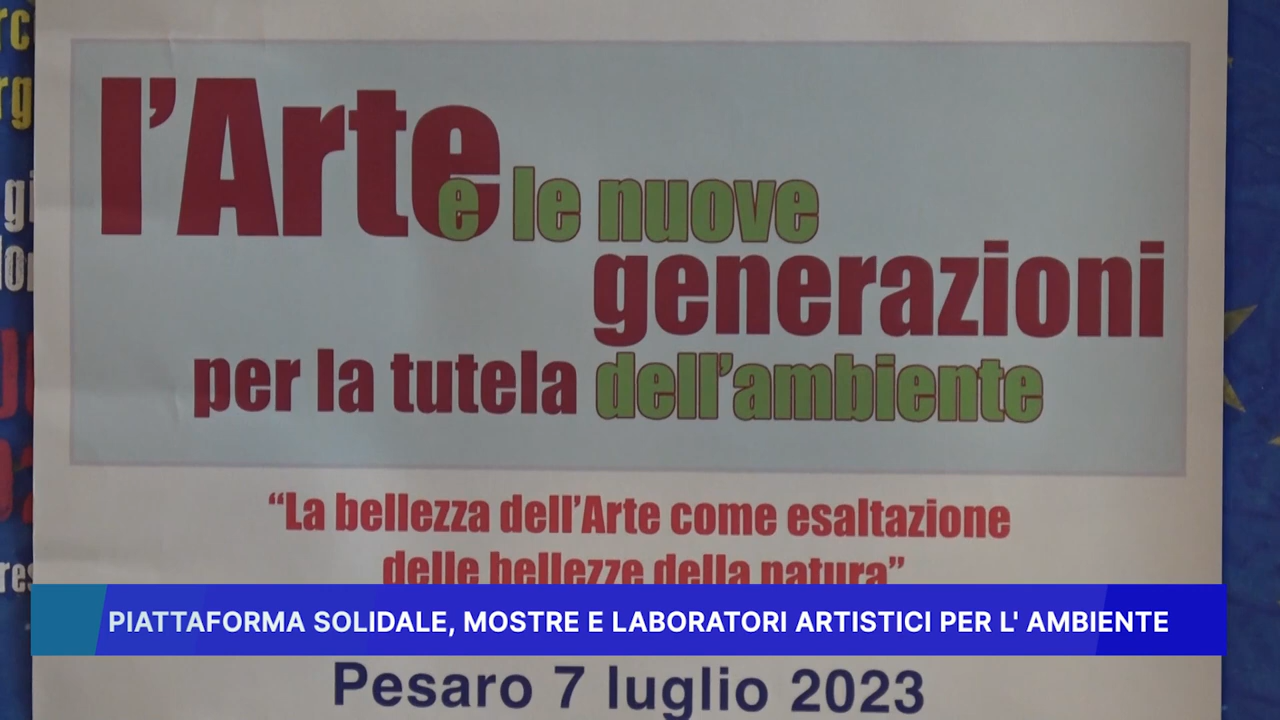 l'Arte
e le nuove
generazioni
per la tutela dell'ambiente
“La bellezza dell'Arte come esaltazione
delle bellezze della natura”
PIATTAFORMA SOLIDALE, MOSTRE E LABORATORI ARTISTICI PER L' AMBIENTE
Pesaro 7 luglio 2023